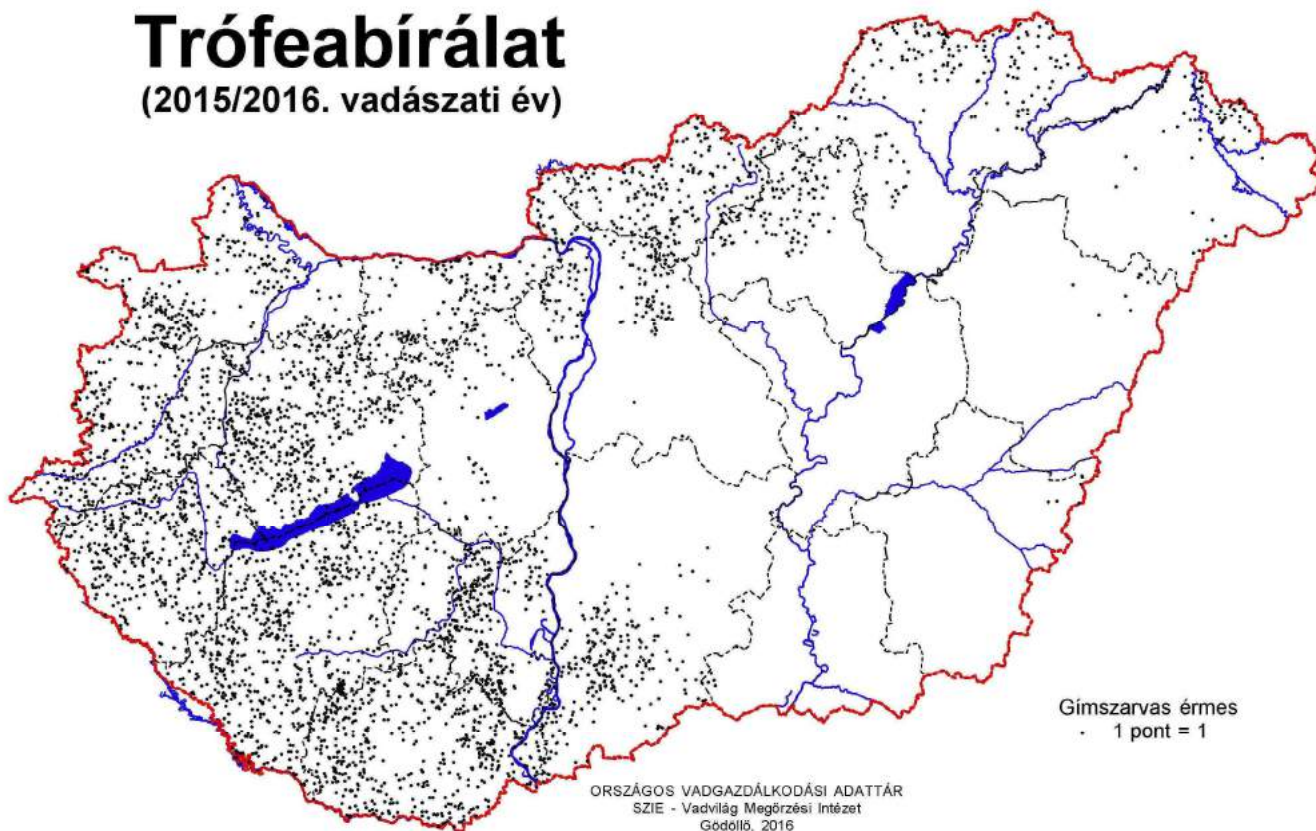 Trófeabírálat
(2015/2016. vadászati év)
Gímszarvas érmes
. 1 pont = 1
ORSZÁGOS VADGAZDÁLKODÁSI ADATTÁR
SZIE - Vadvilág Megőrzési Intézet
Gödöllő, 2016